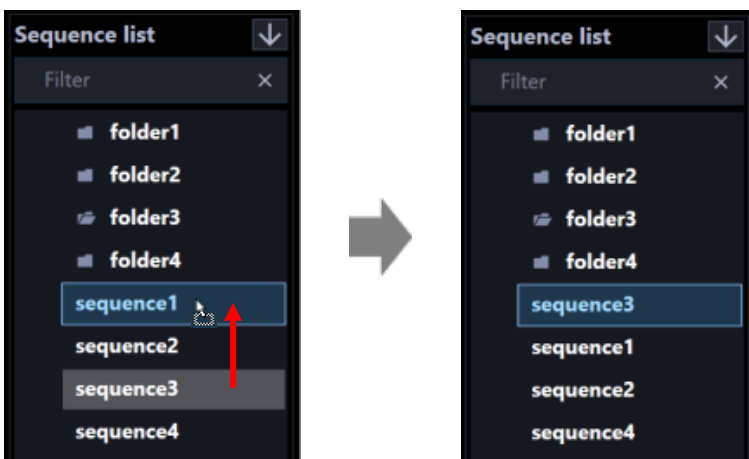 Sequence list
Filter
folder1
folder2
folder3
folder4
sequence1
sequence2
sequence3
sequence4
Sequence list
Filter
folder1
folder2
folder3
folder4
sequence3
sequence1
sequence2
sequence4